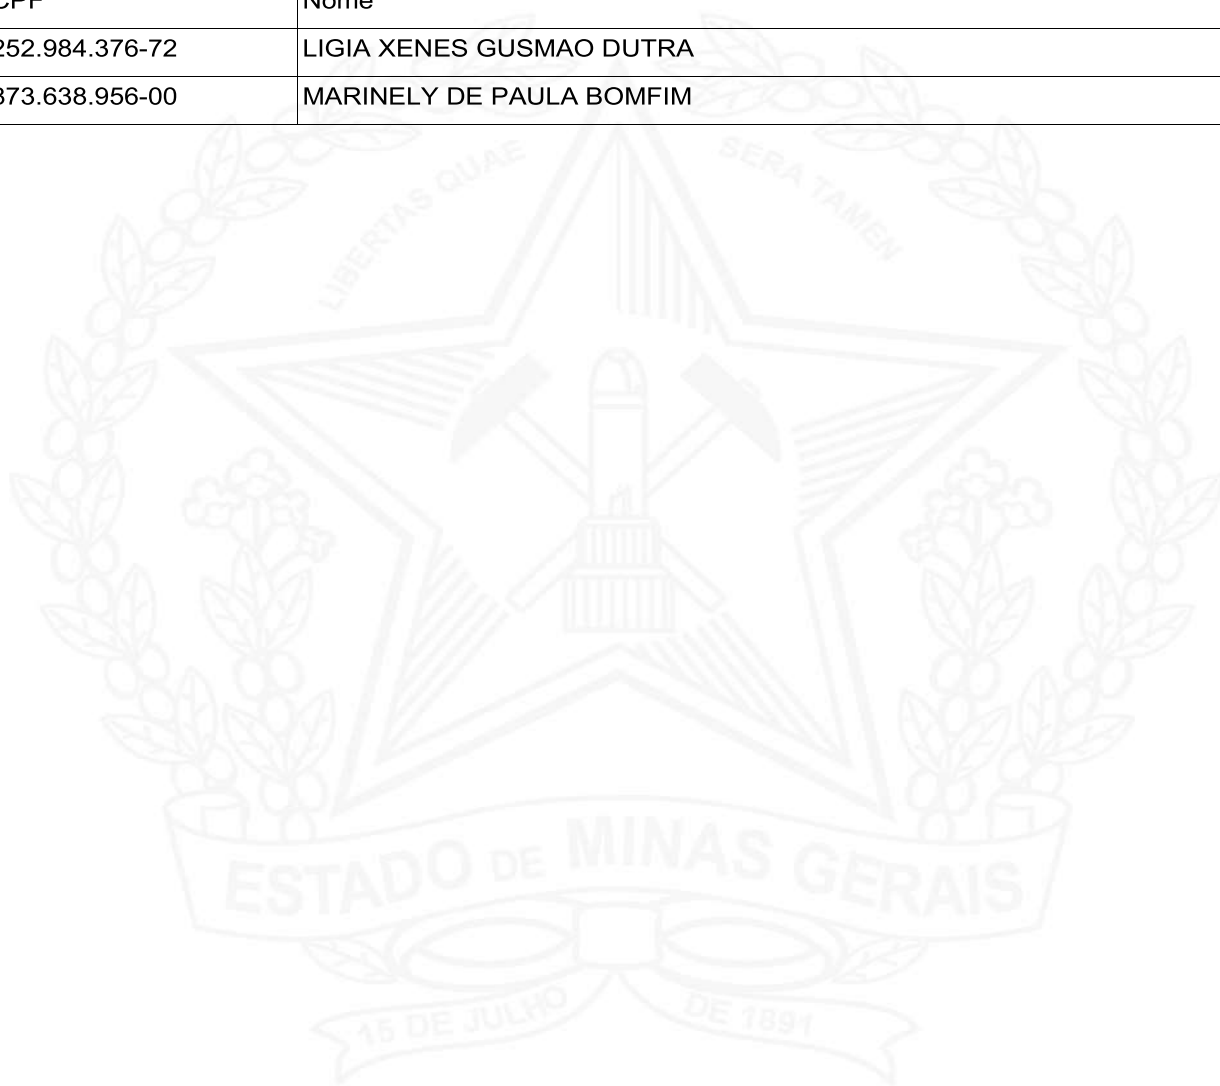 CPF Nome
252.984.376-72 LIGIA XENES GUSMAO DUTRA
873.638.956-00 MARINELY DE PAULA BOMFIM
LIBERTAS QUAE SERA TAMEN
ESTADO DE MINAS GERAIS
15 DE JULHO DE 1891